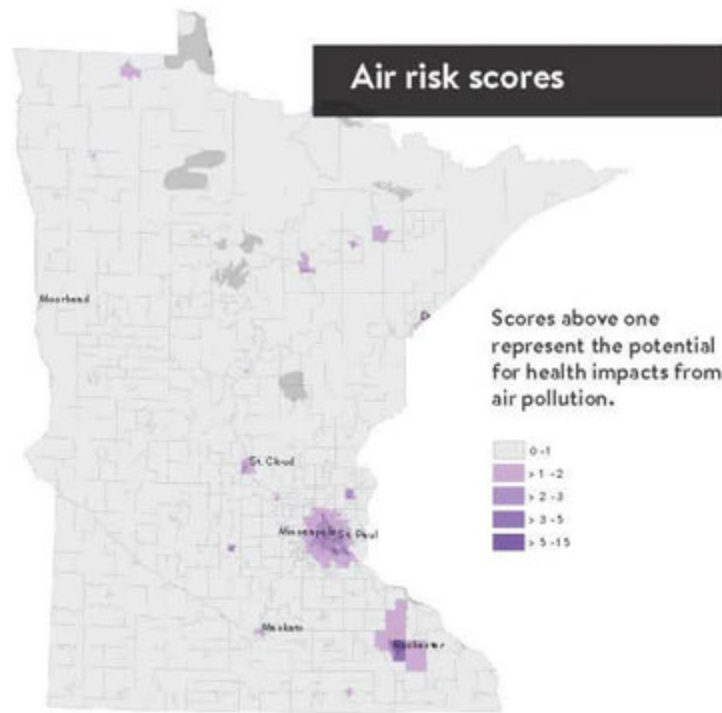 Air risk scores
Moorhead
Scores above one
represent the potential
for health impacts from
air pollution.
0 -1
> 1 -2
> 2 -3
> 3 -5
> 5 -15
St. Cloud
Minneapolis St. Paul
Mankato
Rochester